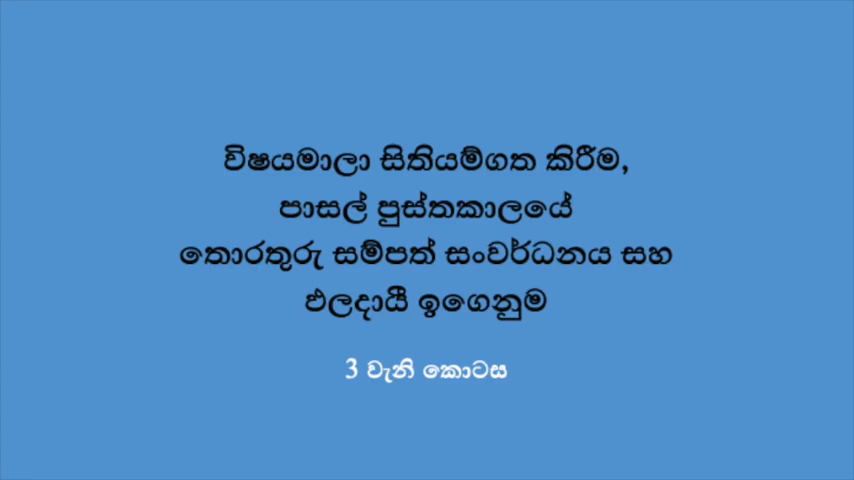 විෂයමාලා සිතියම්ගත කිරීම,
පාසල් පුස්තකාලයේ
තොරතුරු සම්පත් සංවර්ධනය සහ
ඵලදායී ඉගෙනුම
3 වැනි කොටස